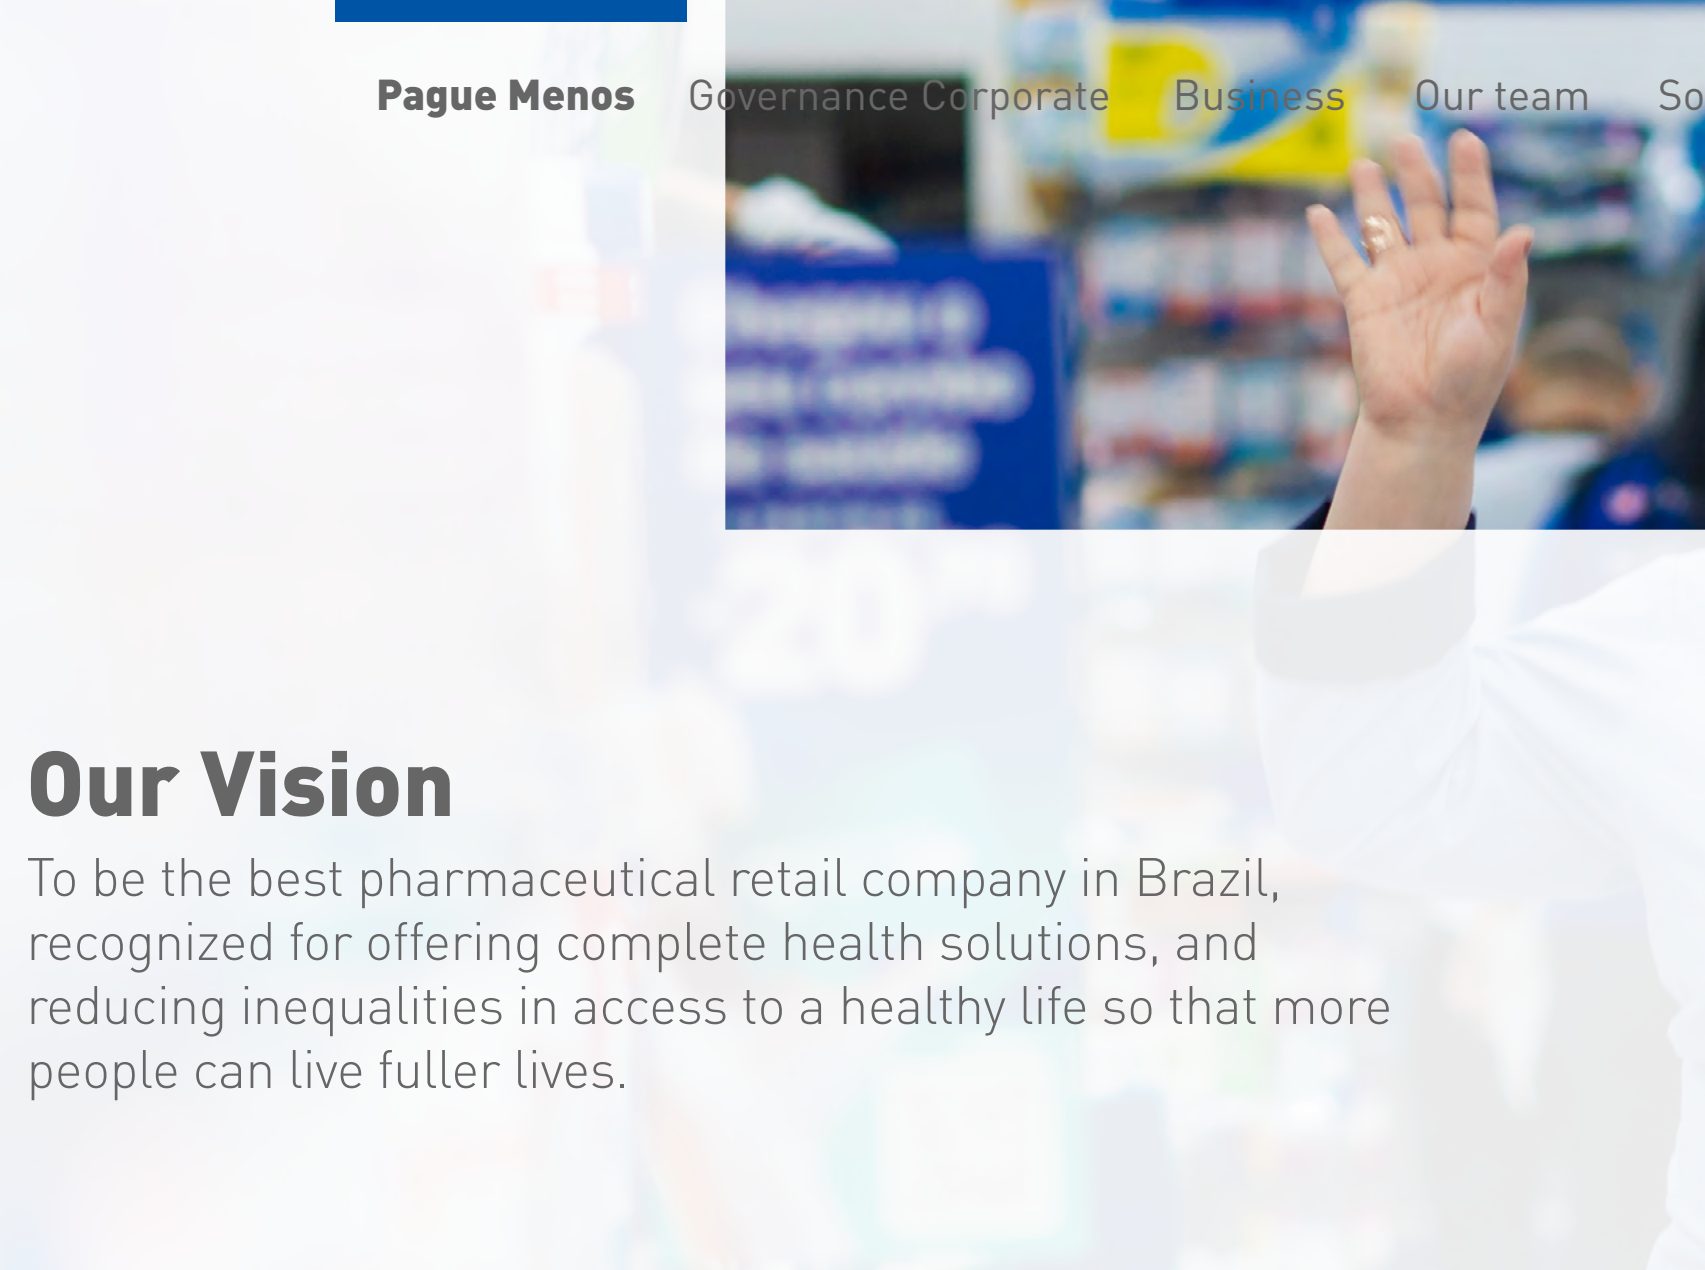 Pague Menos Governance Corporate Business Our team So
20
Our Vision
To be the best pharmaceutical retail company in Brazil,
recognized for offering complete health solutions, and
reducing inequalities in access to a healthy life so that more
people can live fuller lives.